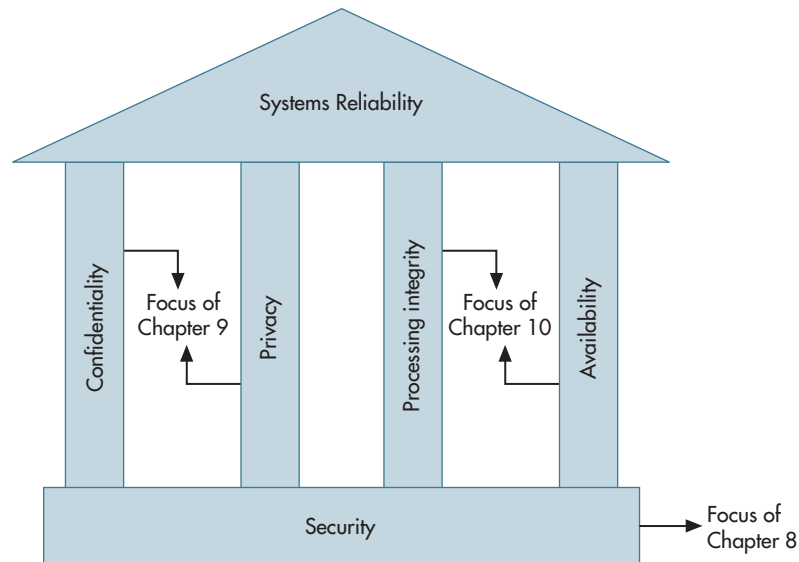 Systems Reliability
Confidentiality
Focus of
Chapter 9
Privacy
Processing integrity
Focus of
Chapter 10
Availability
Security
Focus of
Chapter 8